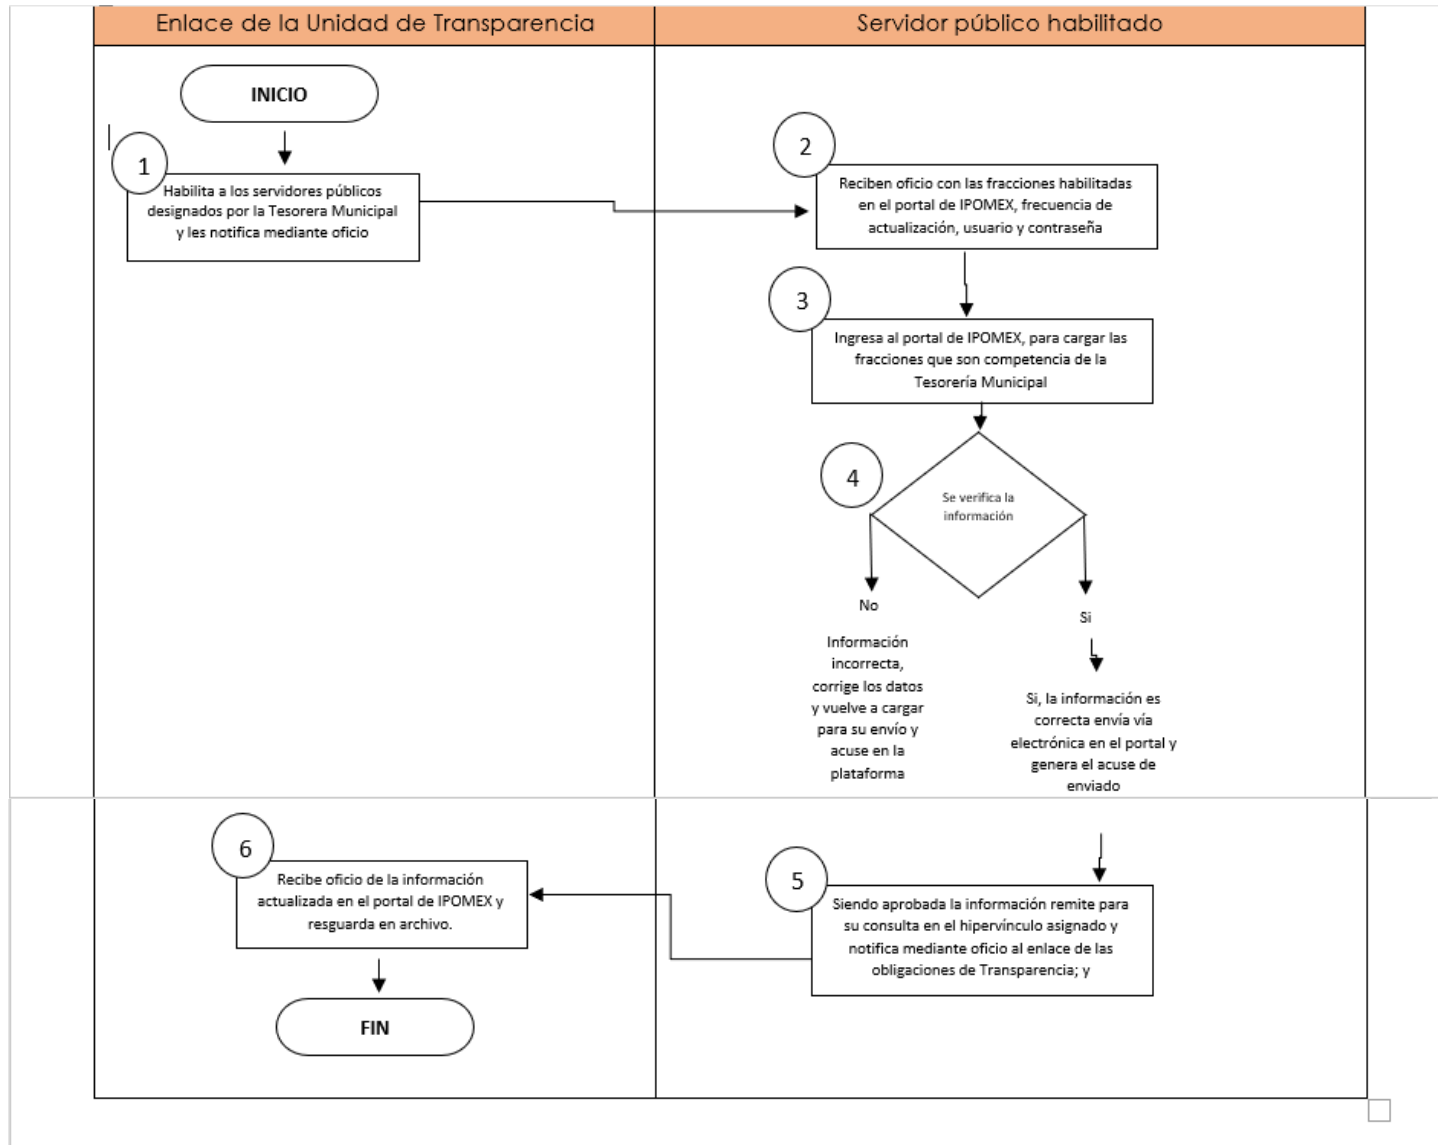 Enlace de la Unidad de Transparencia
Servidor público habilitado
INICIO
1
Habilita a los servidores públicos
designados por la Tesorera Municipal
y les notifica mediante oficio
2
Reciben oficio con las fracciones habilitadas
en el portal de IPOMEX, frecuencia de
actualización, usuario y contraseña
3
Ingresa al portal de IPOMEX, para cargar las
fracciones que son competencia de la
Tesorería Municipal
4
Se verifica la
información
No
Información
incorrecta,
corrige los datos
y vuelve a cargar
para su envío y
acuse en la
plataforma
Si
Si, la información es
correcta envía vía
electrónica en el portal y
genera el acuse de
enviado
5
Siendo aprobada la información remite para
su consulta en el hipervínculo asignado y
notifica mediante oficio al enlace de las
obligaciones de Transparencia; y
6
Recibe oficio de la información
actualizada en el portal de IPOMEX y
resguarda en archivo.
FIN